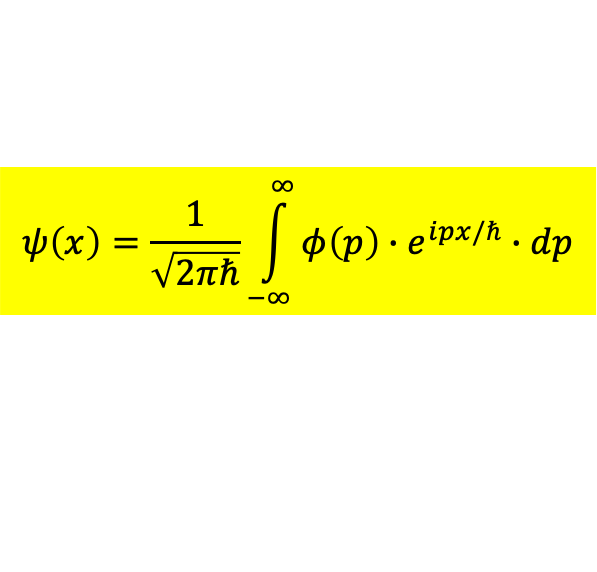 ψ(x) = 1/√(2πℏ) ∫_{−∞}^{∞} ϕ(p) · e^{ipx/ℏ} · dp